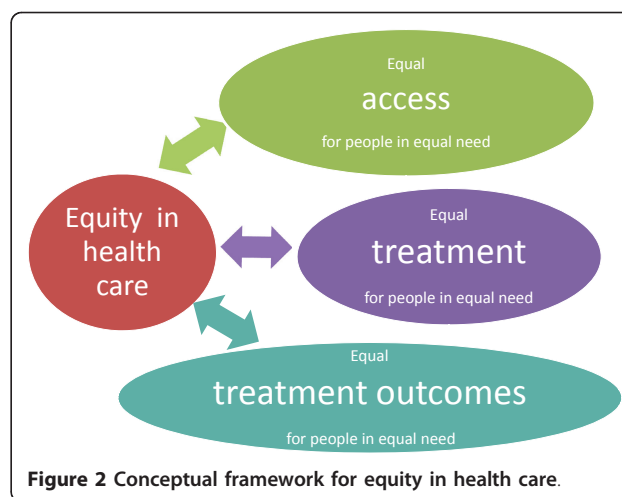 Equal
access
for people in equal need
Equity in
health
care
Equal
treatment
for people in equal need
Equal
treatment outcomes
for people in equal need
Figure 2 Conceptual framework for equity in health care.